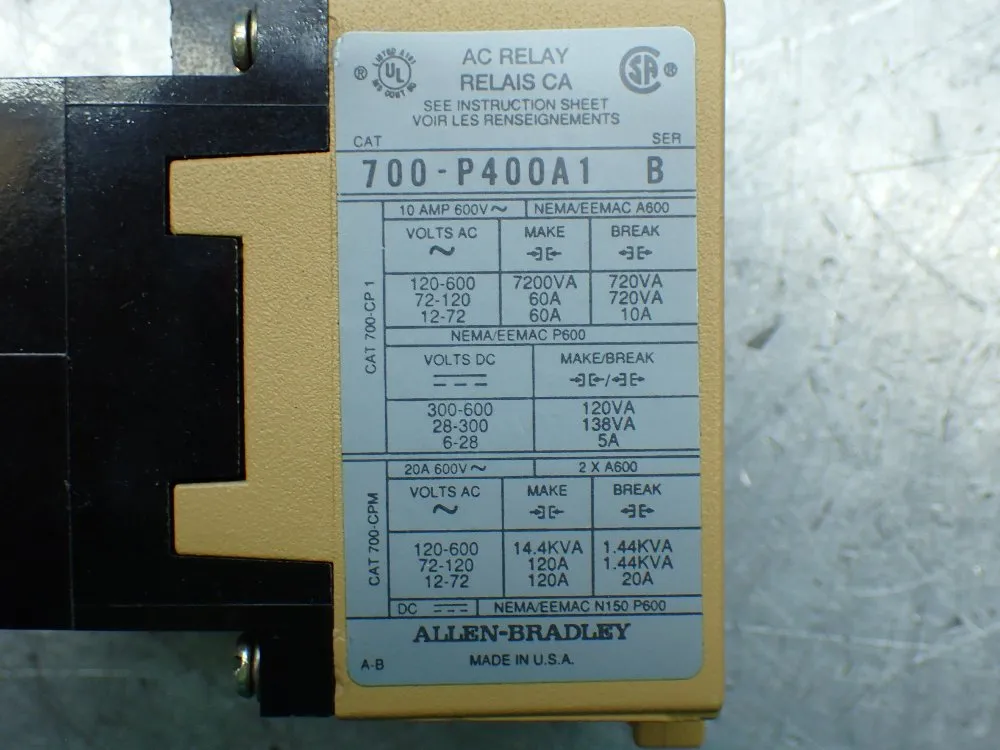 AC RELAY
RELAIS CA
SEE INSTRUCTION SHEET
VOIR LES RENSEIGNEMENTS
® UL
SA ®
CAT SER
700-P400A1 B
CAT 700-CP1
10 AMP 600V~ NEMA/EEMAC A600
VOLTS AC MAKE BREAK
~
120-600 7200VA 720VA
72-120 60A 720VA
12-72 60A 10A
NEMA/EEMAC P600
VOLTS DC MAKE/BREAK
300-600 120VA
28-300 138VA
6-28 5A
CAT 700-CPM
20A 600V~ 2 X A600
VOLTS AC MAKE BREAK
~
120-600 14.4KVA 1.44KVA
72-120 120A 1.44KVA
12-72 120A 20A
DC NEMA/EEMAC N150 P600
ALLEN-BRADLEY
A-B MADE IN U.S.A.